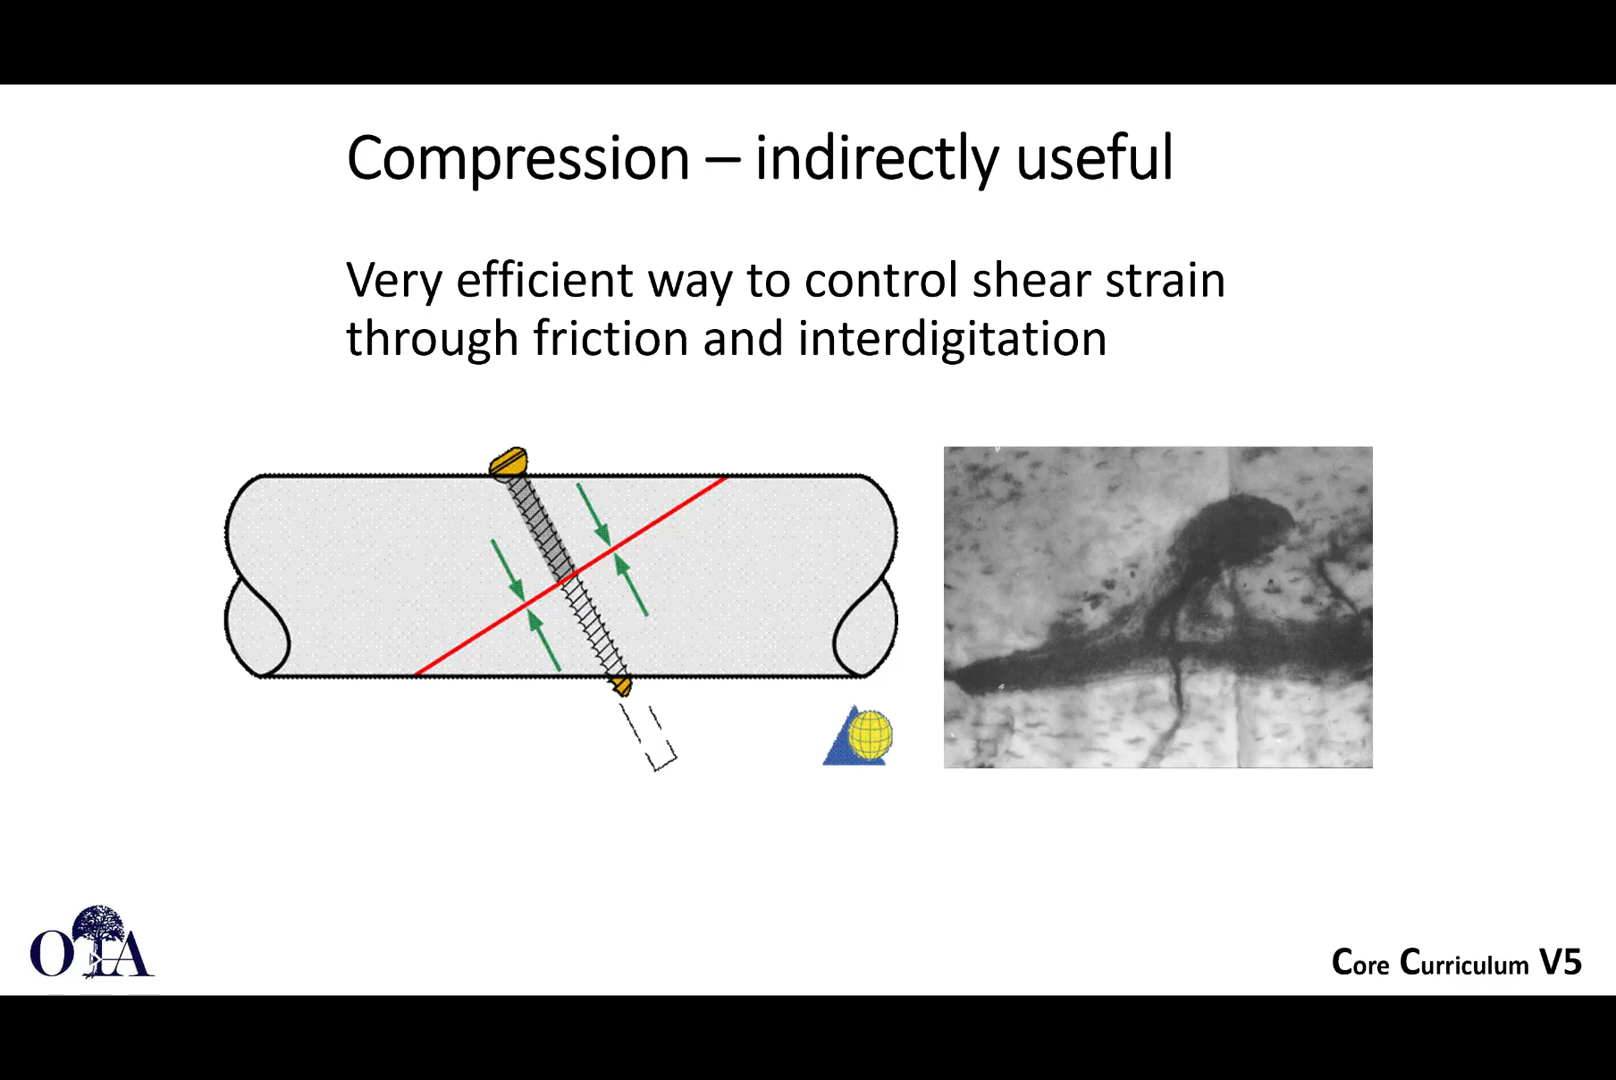 Compression – indirectly useful
Very efficient way to control shear strain
through friction and interdigitation
OTA
Core Curriculum V5